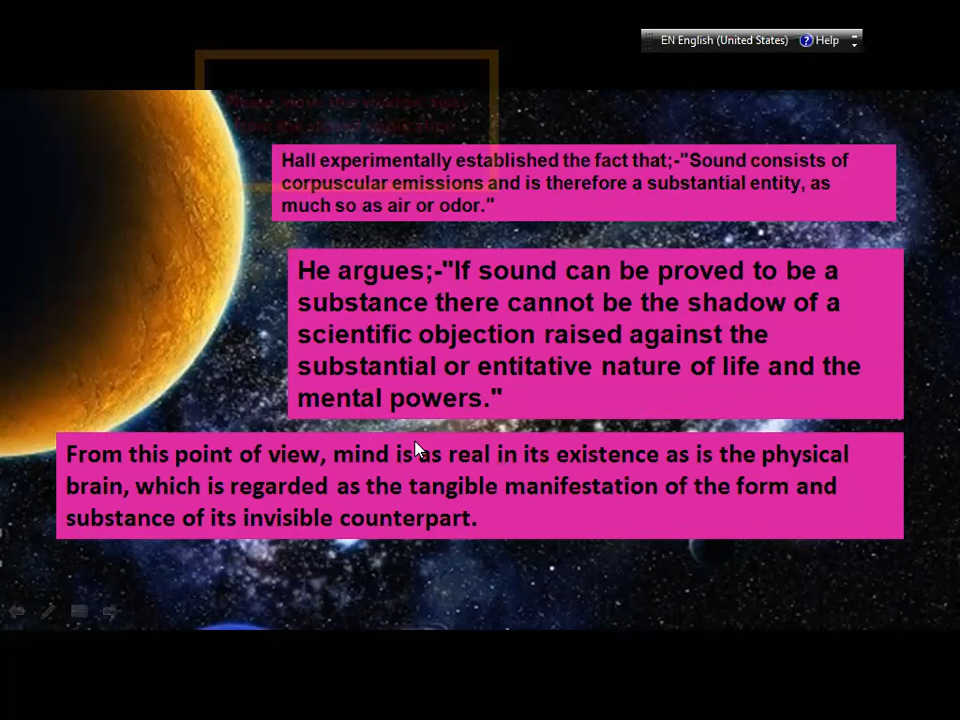 EN English (United States) Help
Hall experimentally established the fact that;-"Sound consists of
corpuscular emissions and is therefore a substantial entity, as
much so as air or odor."
He argues;-"If sound can be proved to be a
substance there cannot be the shadow of a
scientific objection raised against the
substantial or entitative nature of life and the
mental powers."
From this point of view, mind is as real in its existence as is the physical
brain, which is regarded as the tangible manifestation of the form and
substance of its invisible counterpart.